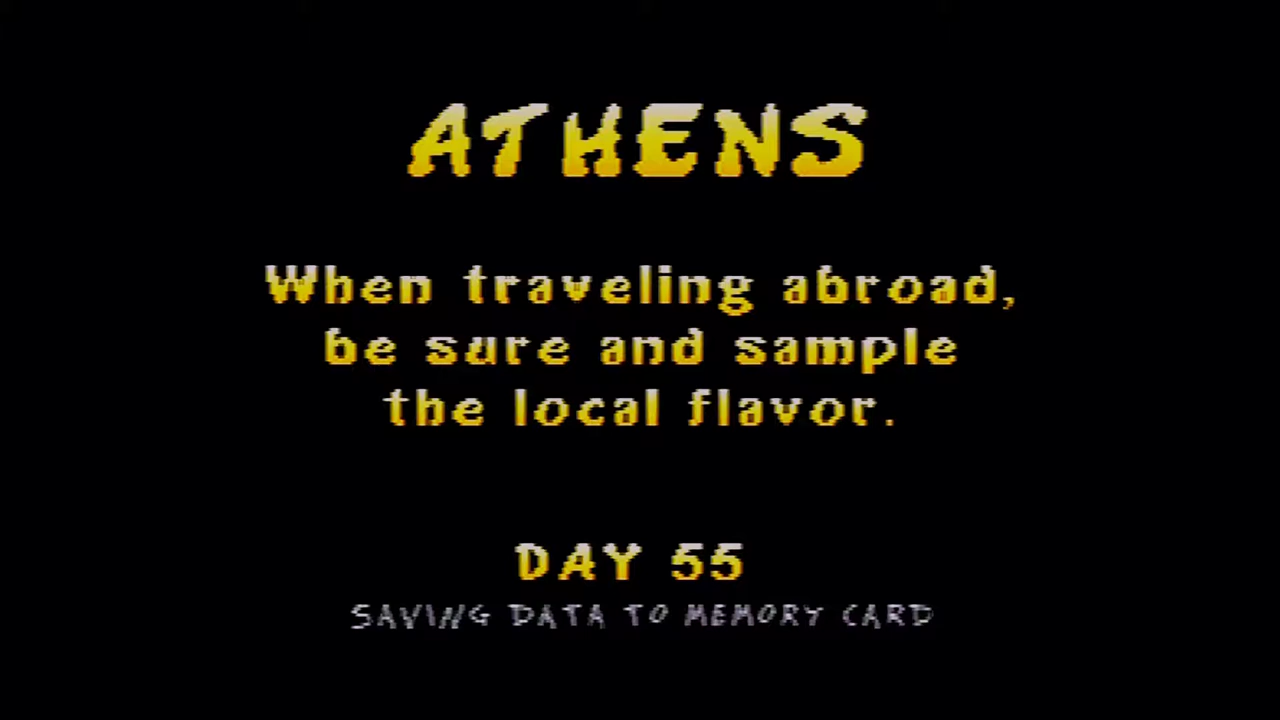 ATHENS
When traveling abroad,
be sure and sample
the local flavor.
DAY 55
SAVING DATA TO MEMORY CARD